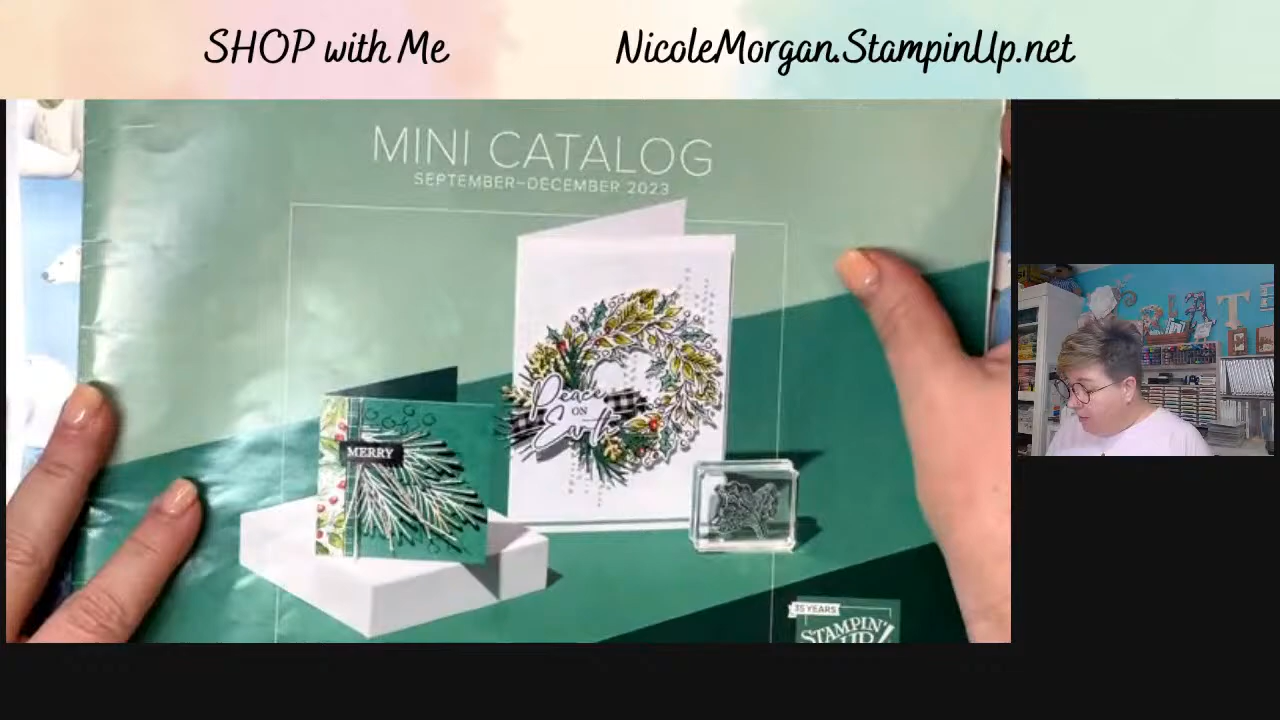 SHOP with Me
NicoleMorgan.StampinUp.net
MINI CATALOG
SEPTEMBER–DECEMBER 2023
Peace
ON
Earth
MERRY
35 YEARS
STAMPIN'
UP!
T